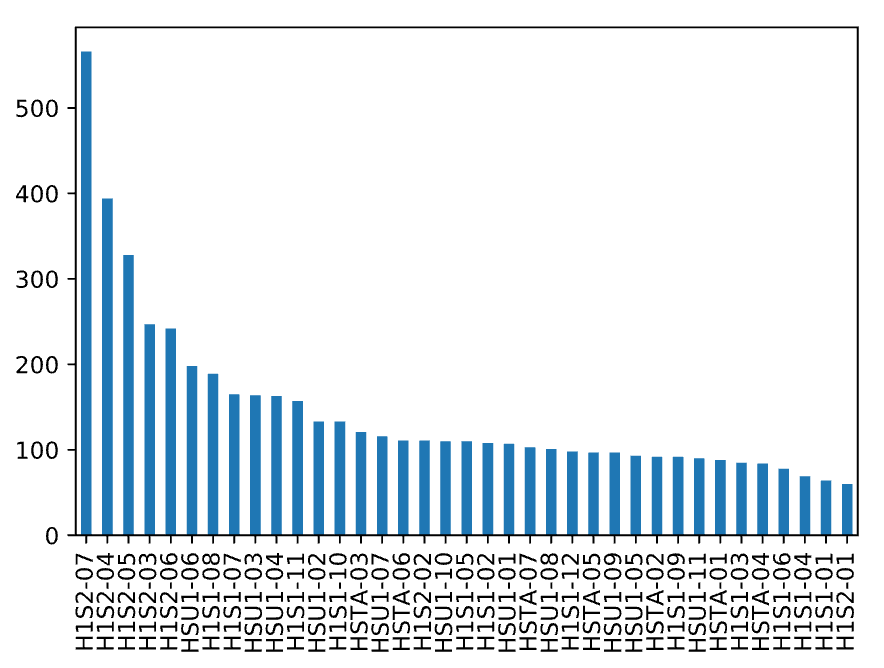 500
400
300
200
100
0
H1S2-07
H1S2-04
H1S2-05
H1S2-03
H1S2-06
HSU1-06
H1S1-08
H1S1-07
HSU1-03
HSU1-04
H1S1-11
HSU1-02
H1S1-10
HSTA-03
HSU1-07
HSTA-06
H1S2-02
HSU1-10
H1S1-05
H1S1-02
HSU1-01
HSTA-07
HSU1-08
H1S1-12
HSTA-05
HSU1-09
HSU1-05
HSTA-02
H1S1-09
HSU1-11
HSTA-01
H1S1-03
HSTA-04
H1S1-06
H1S1-04
H1S1-01
H1S2-01